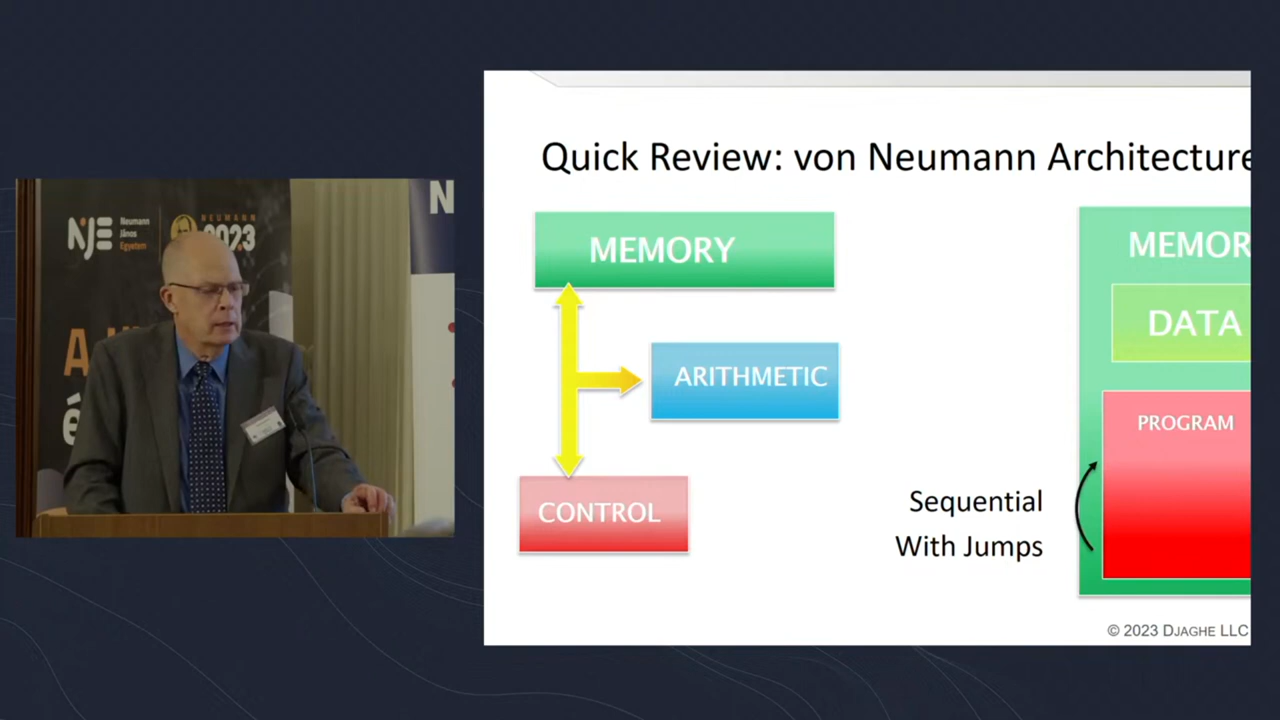 NJE
Neumann
János
Egyetem
NEUMANN
2023
N
A
é
Quick Review: von Neumann Architecture
MEMORY
ARITHMETIC
CONTROL
Sequential
With Jumps
MEMOR
DATA
PROGRAM
© 2023 DJAGHE LLC